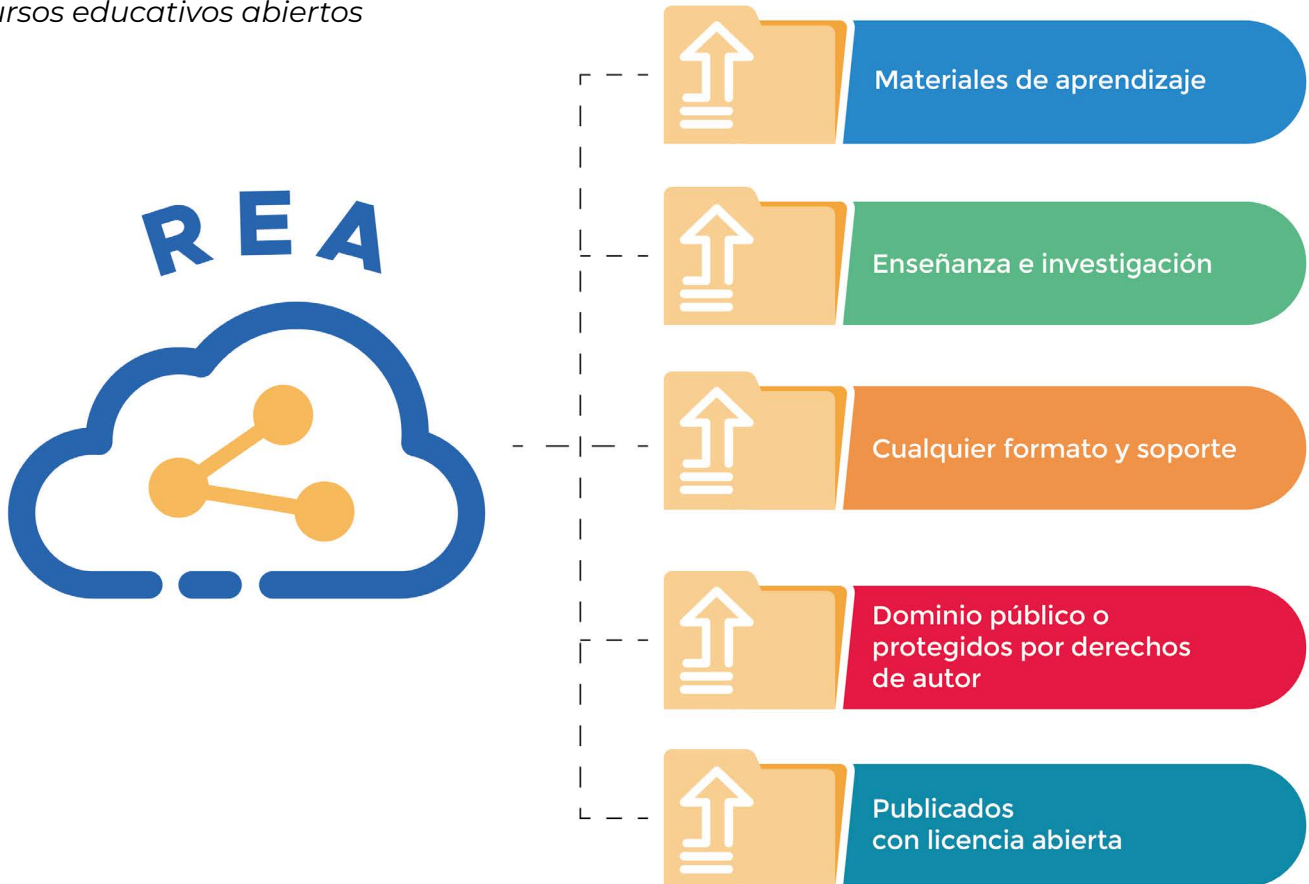 ursos educativos abiertos
REA
Materiales de aprendizaje
Enseñanza e investigación
Cualquier formato y soporte
Dominio público o
protegidos por derechos
de autor
Publicados
con licencia abierta